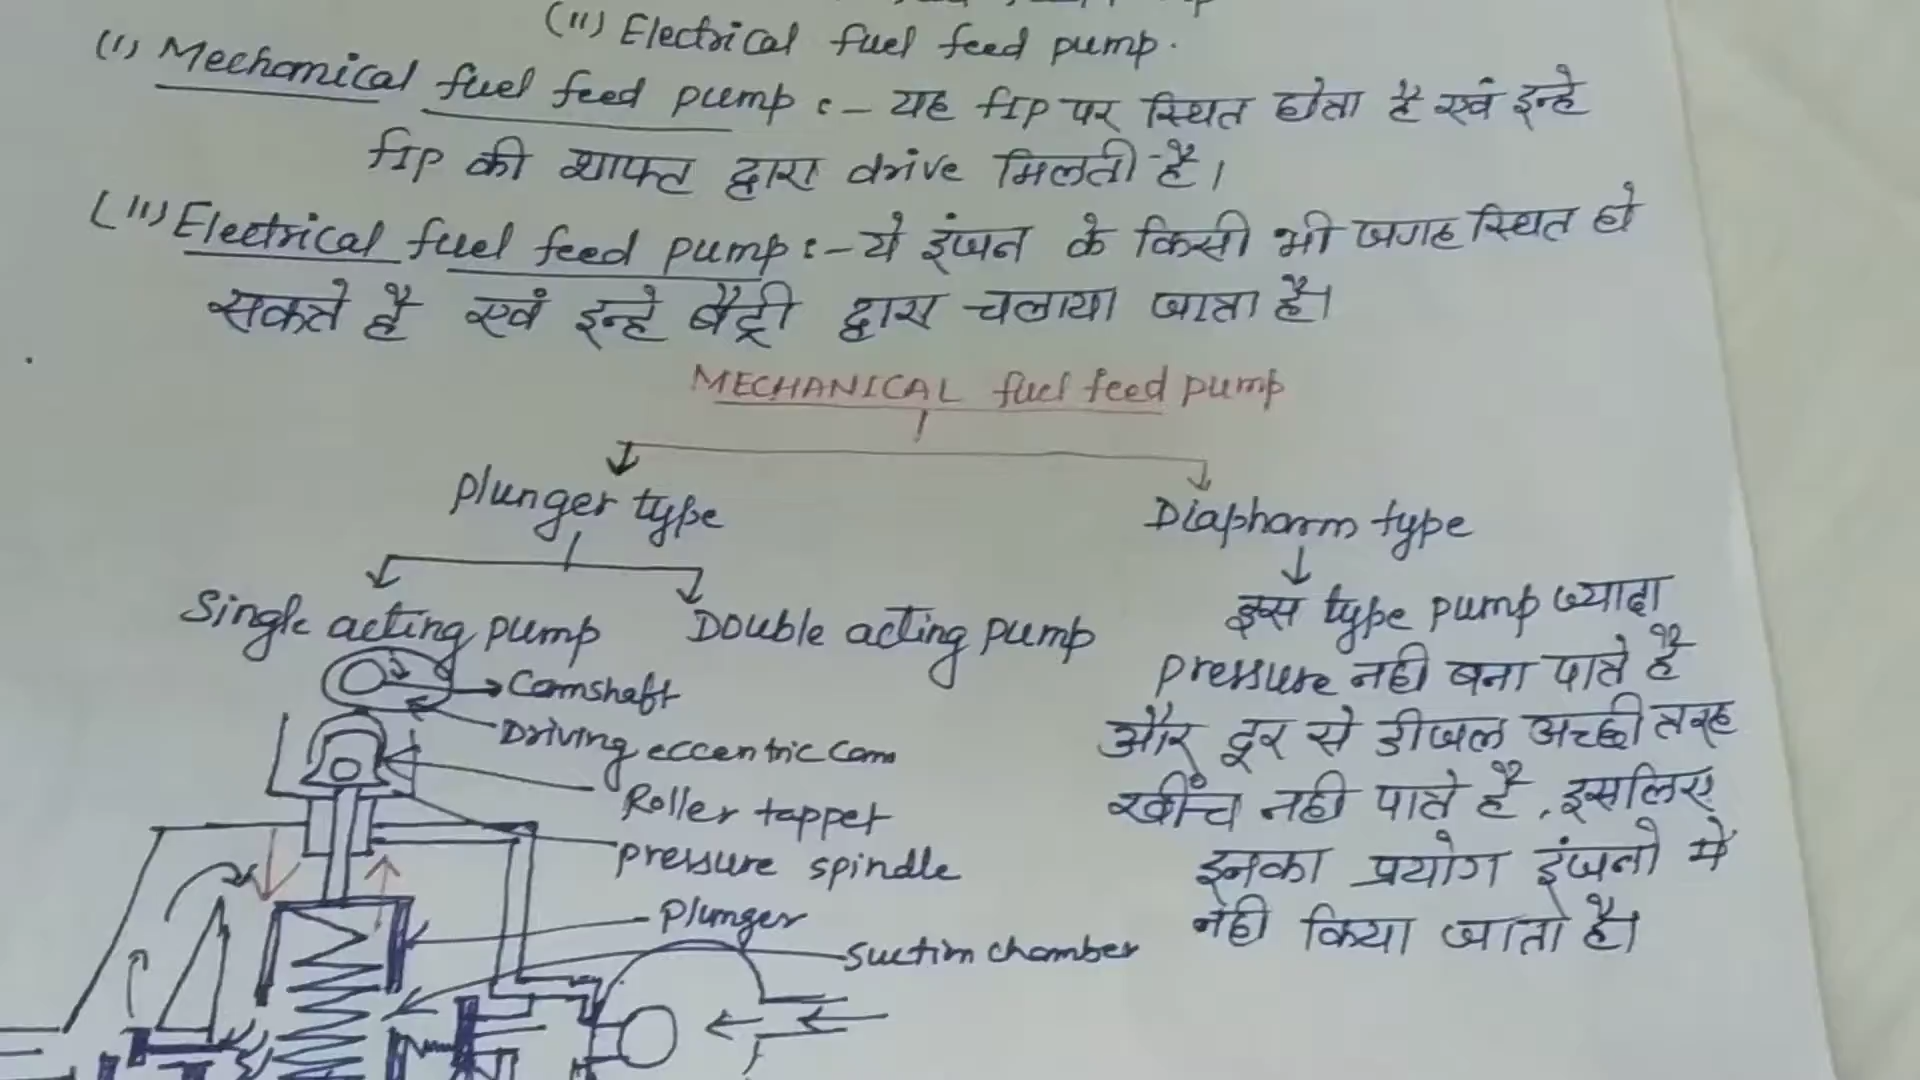 (ii) Electrical fuel feed pump.
(i) Mechanical fuel feed pump :- यह fip पर स्थित होता है एवं इन्हे
fip की शाफ्ट द्वारा drive मिलती है।
(ii) Electrical fuel feed pump :- ये इंजन के किसी भी जगह स्थित हो
सकते है एवं इन्हे बैट्री द्वारा चलाया जाता है।
MECHANICAL fuel feed pump
plunger type
Diapharm type
Single acting pump
Double acting pump
इस type pump ज्यादा
pressure नही बना पाते है
और दूर से डीजल अच्छी तरह
खींच नही पाते है, इसलिए
इनका प्रयोग इंजनो मे
नही किया जाता है।
Camshaft
Driving eccentric cam
Roller tappet
pressure spindle
Plunger
Suction chamber